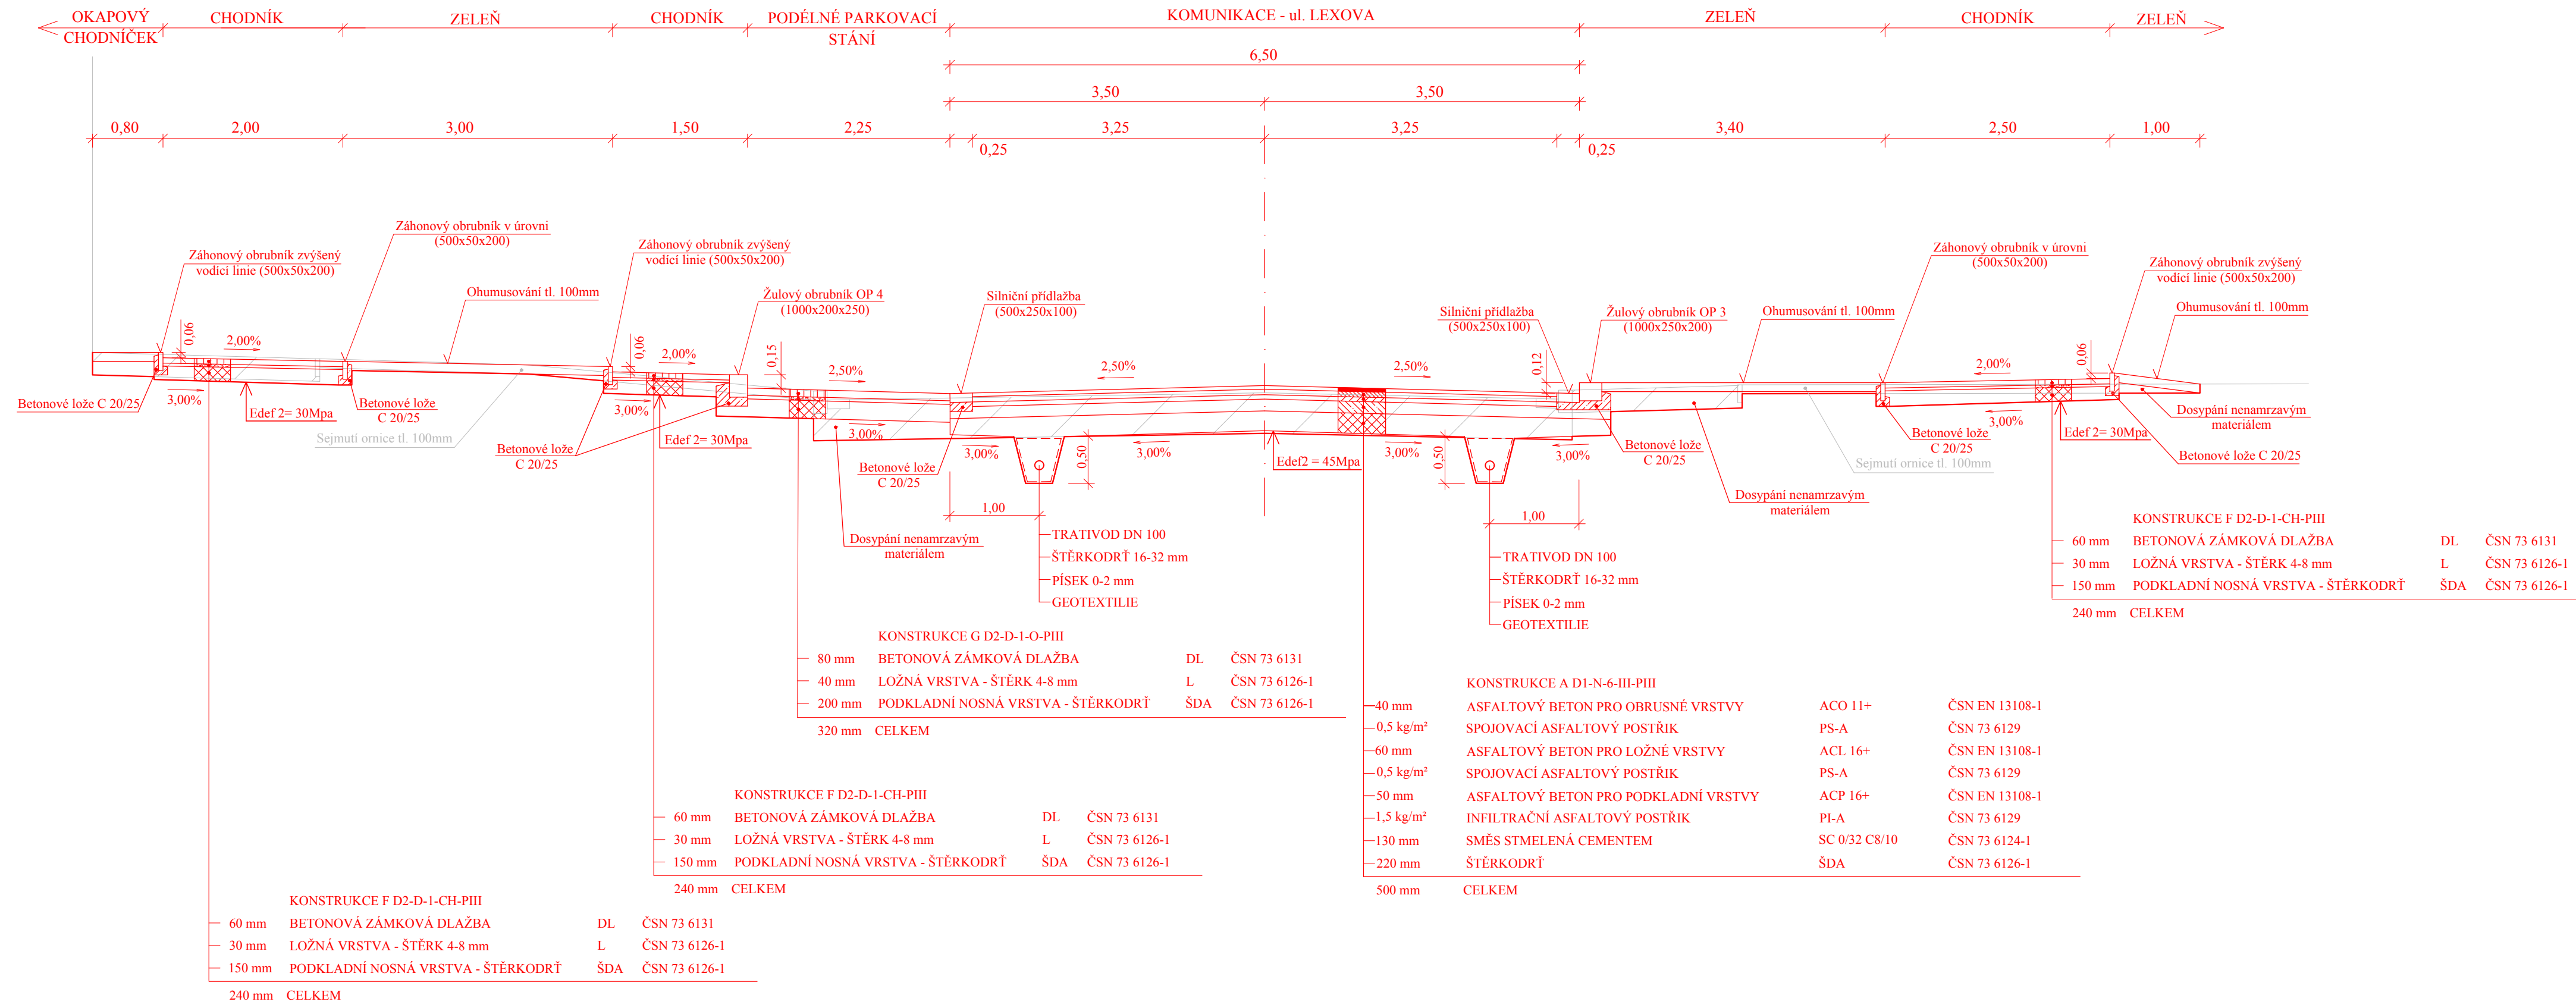 OKAPOVÝ
CHODNÍČEK
CHODNÍK
ZELEŇ
CHODNÍK
PODÉLNÉ PARKOVACÍ
STÁNÍ
KOMUNIKACE - ul. LEXOVA
ZELEŇ
CHODNÍK
ZELEŇ
6,50
3,50
3,50
0,80
2,00
3,00
1,50
2,25
0,25
3,25
3,25
0,25
3,40
2,50
1,00
Záhonový obrubník zvýšený
vodící linie (500x50x200)
Záhonový obrubník v úrovni
(500x50x200)
Ohumusování tl. 100mm
Záhonový obrubník zvýšený
vodící linie (500x50x200)
Žulový obrubník OP 4
(1000x200x250)
Silniční přídlažba
(500x250x100)
Silniční přídlažba
(500x250x100)
Žulový obrubník OP 3
(1000x250x200)
Ohumusování tl. 100mm
Záhonový obrubník v úrovni
(500x50x200)
Záhonový obrubník zvýšený
vodící linie (500x50x200)
Ohumusování tl. 100mm
0,06
2,00%
0,06
2,00%
0,15
2,50%
2,50%
2,50%
0,12
2,00%
0,06
Betonové lože C 20/25
3,00%
Edef 2= 30Mpa
Betonové lože
C 20/25
Sejmutí ornice tl. 100mm
Betonové lože
C 20/25
3,00%
Edef 2= 30Mpa
3,00%
Betonové lože
C 20/25
3,00%
0,50
3,00%
Edef2 = 45Mpa
3,00%
0,50
3,00%
Betonové lože
C 20/25
Sejmutí ornice tl. 100mm
Betonové lože
C 20/25
3,00%
Edef 2= 30Mpa
Dosypání nenamrzavým
materiálem
Betonové lože C 20/25
Dosypání nenamrzavým
materiálem
1,00
1,00
Dosypání nenamrzavým
materiálem
TRATIVOD DN 100
ŠTĚRKODRŤ 16-32 mm
PÍSEK 0-2 mm
GEOTEXTILIE
TRATIVOD DN 100
ŠTĚRKODRŤ 16-32 mm
PÍSEK 0-2 mm
GEOTEXTILIE
KONSTRUKCE F D2-D-1-CH-PIII
60 mm BETONOVÁ ZÁMKOVÁ DLAŽBA DL ČSN 73 6131
30 mm LOŽNÁ VRSTVA - ŠTĚRK 4-8 mm L ČSN 73 6126-1
150 mm PODKLADNÍ NOSNÁ VRSTVA - ŠTĚRKODRŤ ŠDA ČSN 73 6126-1
240 mm CELKEM
KONSTRUKCE G D2-D-1-O-PIII
80 mm BETONOVÁ ZÁMKOVÁ DLAŽBA DL ČSN 73 6131
40 mm LOŽNÁ VRSTVA - ŠTĚRK 4-8 mm L ČSN 73 6126-1
200 mm PODKLADNÍ NOSNÁ VRSTVA - ŠTĚRKODRŤ ŠDA ČSN 73 6126-1
320 mm CELKEM
KONSTRUKCE A D1-N-6-III-PIII
40 mm ASFALTOVÝ BETON PRO OBRUSNÉ VRSTVY ACO 11+ ČSN EN 13108-1
0,5 kg/m² SPOJOVACÍ ASFALTOVÝ POSTŘIK PS-A ČSN 73 6129
60 mm ASFALTOVÝ BETON PRO LOŽNÉ VRSTVY ACL 16+ ČSN EN 13108-1
0,5 kg/m² SPOJOVACÍ ASFALTOVÝ POSTŘIK PS-A ČSN 73 6129
50 mm ASFALTOVÝ BETON PRO PODKLADNÍ VRSTVY ACP 16+ ČSN EN 13108-1
1,5 kg/m² INFILTRAČNÍ ASFALTOVÝ POSTŘIK PI-A ČSN 73 6129
130 mm SMĚS STMELENÁ CEMENTEM SC 0/32 C8/10 ČSN 73 6124-1
220 mm ŠTĚRKODRŤ ŠDA ČSN 73 6126-1
500 mm CELKEM
KONSTRUKCE F D2-D-1-CH-PIII
60 mm BETONOVÁ ZÁMKOVÁ DLAŽBA DL ČSN 73 6131
30 mm LOŽNÁ VRSTVA - ŠTĚRK 4-8 mm L ČSN 73 6126-1
150 mm PODKLADNÍ NOSNÁ VRSTVA - ŠTĚRKODRŤ ŠDA ČSN 73 6126-1
240 mm CELKEM
KONSTRUKCE F D2-D-1-CH-PIII
60 mm BETONOVÁ ZÁMKOVÁ DLAŽBA DL ČSN 73 6131
30 mm LOŽNÁ VRSTVA - ŠTĚRK 4-8 mm L ČSN 73 6126-1
150 mm PODKLADNÍ NOSNÁ VRSTVA - ŠTĚRKODRŤ ŠDA ČSN 73 6126-1
240 mm CELKEM